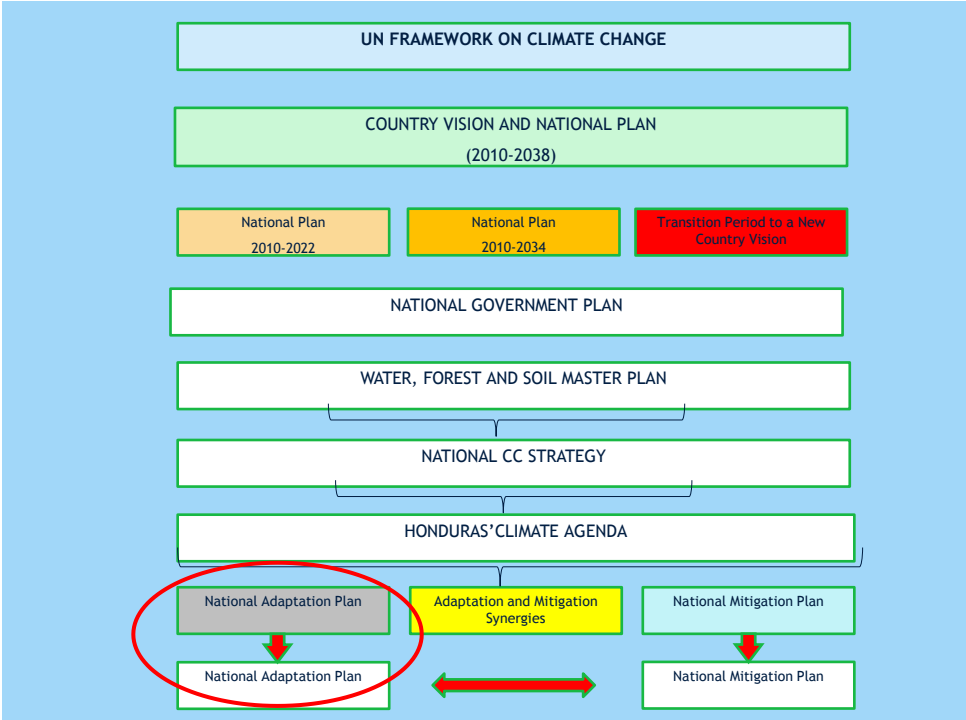 UN FRAMEWORK ON CLIMATE CHANGE
COUNTRY VISION AND NATIONAL PLAN
(2010-2038)
National Plan
2010-2022
National Plan
2010-2034
Transition Period to a New
Country Vision
NATIONAL GOVERNMENT PLAN
WATER, FOREST AND SOIL MASTER PLAN
NATIONAL CC STRATEGY
HONDURAS’CLIMATE AGENDA
National Adaptation Plan
Adaptation and Mitigation
Synergies
National Mitigation Plan
National Adaptation Plan
National Mitigation Plan